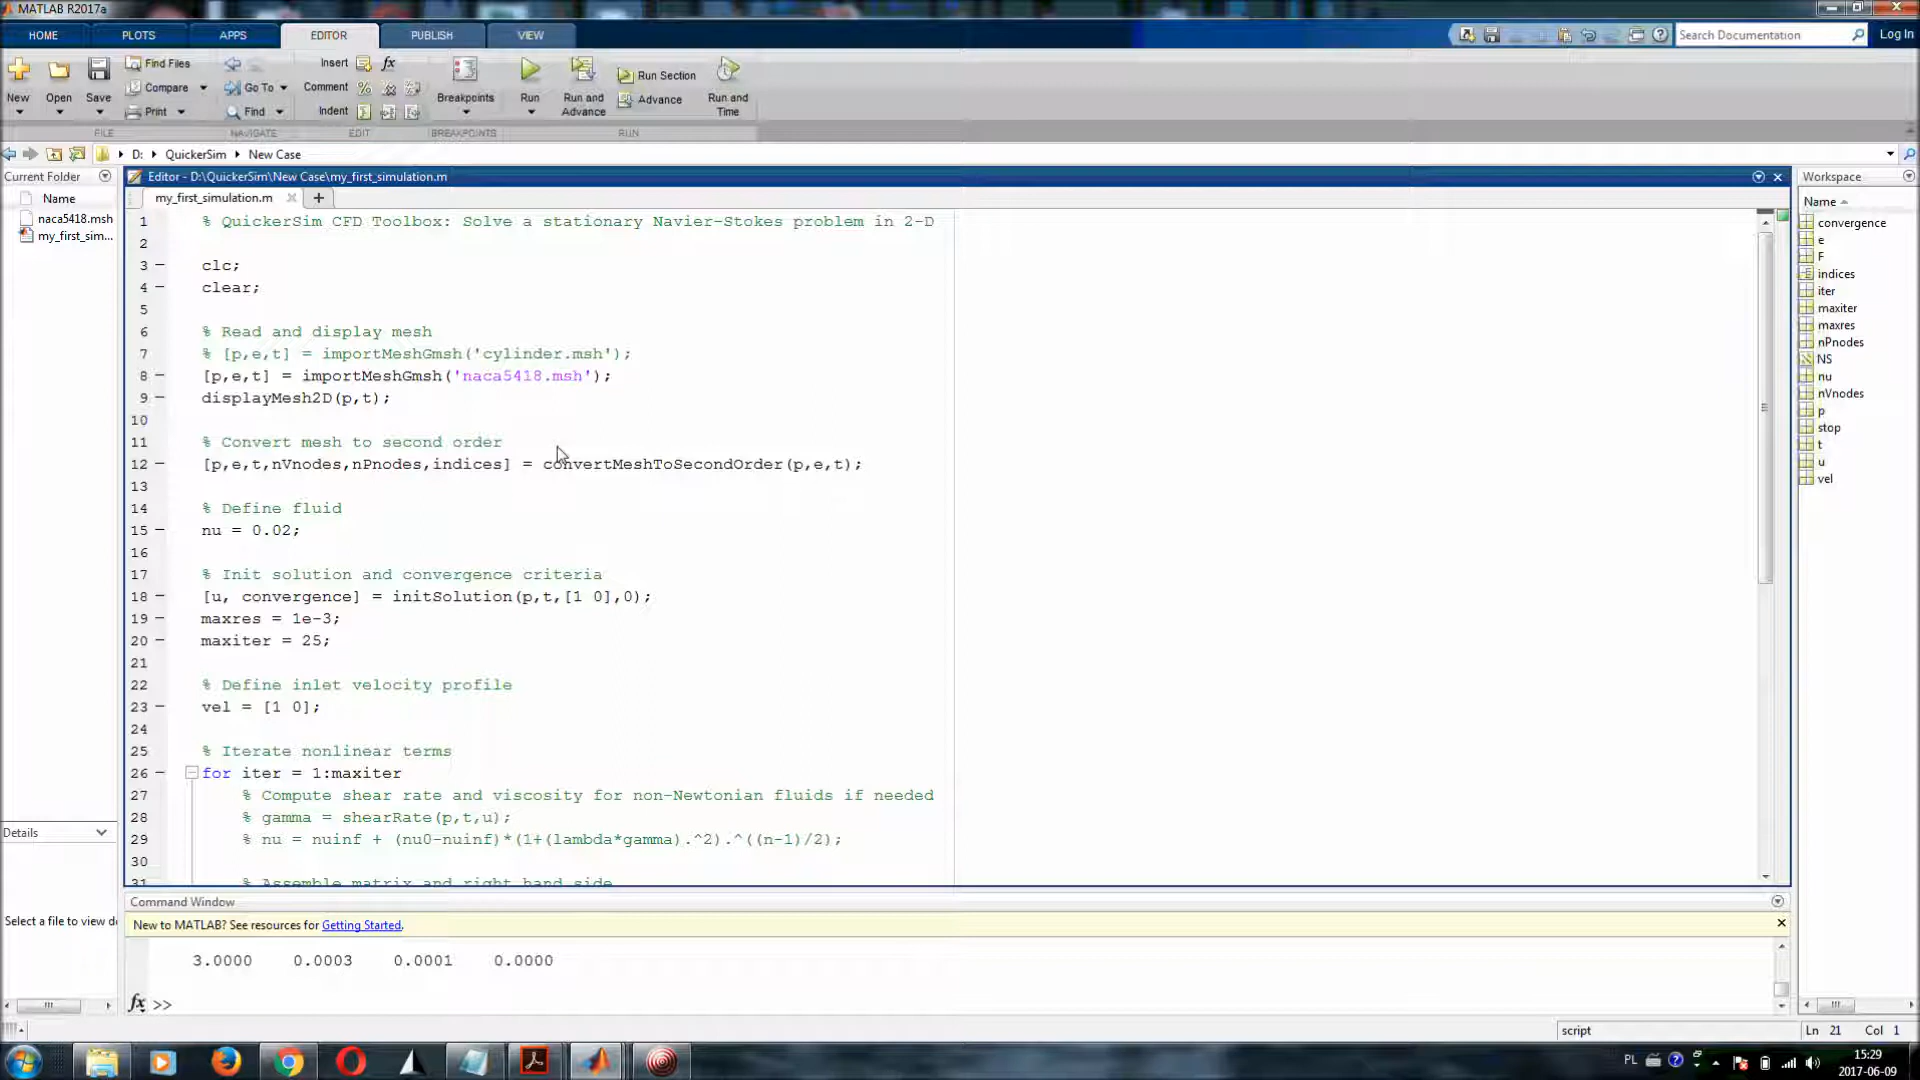 MATLAB R2017a
HOME PLOTS APPS EDITOR PUBLISH VIEW
Search Documentation
Log In
New
Open
Save
Find Files
Compare
Print
FILE
Go To
Find
NAVIGATE
Insert fx
Comment %
Indent
EDIT
Breakpoints
BREAKPOINTS
Run
Run and Advance
Run Section
Advance
Run and Time
RUN
D: QuickerSim New Case
Current Folder
Name
naca5418.msh
my_first_sim...
Details
Select a file to view d
Editor - D:\QuickerSim\New Case\my_first_simulation.m
my_first_simulation.m
1 % QuickerSim CFD Toolbox: Solve a stationary Navier-Stokes problem in 2-D
2
3 clc;
4 clear;
5
6 % Read and display mesh
7 % [p,e,t] = importMeshGmsh('cylinder.msh');
8 [p,e,t] = importMeshGmsh('naca5418.msh');
9 displayMesh2D(p,t);
10
11 % Convert mesh to second order
12 [p,e,t,nVnodes,nPnodes,indices] = convertMeshToSecondOrder(p,e,t);
13
14 % Define fluid
15 nu = 0.02;
16
17 % Init solution and convergence criteria
18 [u, convergence] = initSolution(p,t,[1 0],0);
19 maxres = 1e-3;
20 maxiter = 25;
21
22 % Define inlet velocity profile
23 vel = [1 0];
24
25 % Iterate nonlinear terms
26 for iter = 1:maxiter
27 % Compute shear rate and viscosity for non-Newtonian fluids if needed
28 % gamma = shearRate(p,t,u);
29 % nu = nuinf + (nu0-nuinf)*(1+(lambda*gamma).^2).^((n-1)/2);
30
31 % Assemble matrix and right hand side
Command Window
New to MATLAB? See resources for Getting Started.
3.0000 0.0003 0.0001 0.0000
fx >>
Workspace
Name
convergence
e
F
indices
iter
maxiter
maxres
nPnodes
NS
nu
nVnodes
p
stop
t
u
vel
script
Ln 21 Col 1
PL
15:29
2017-06-09